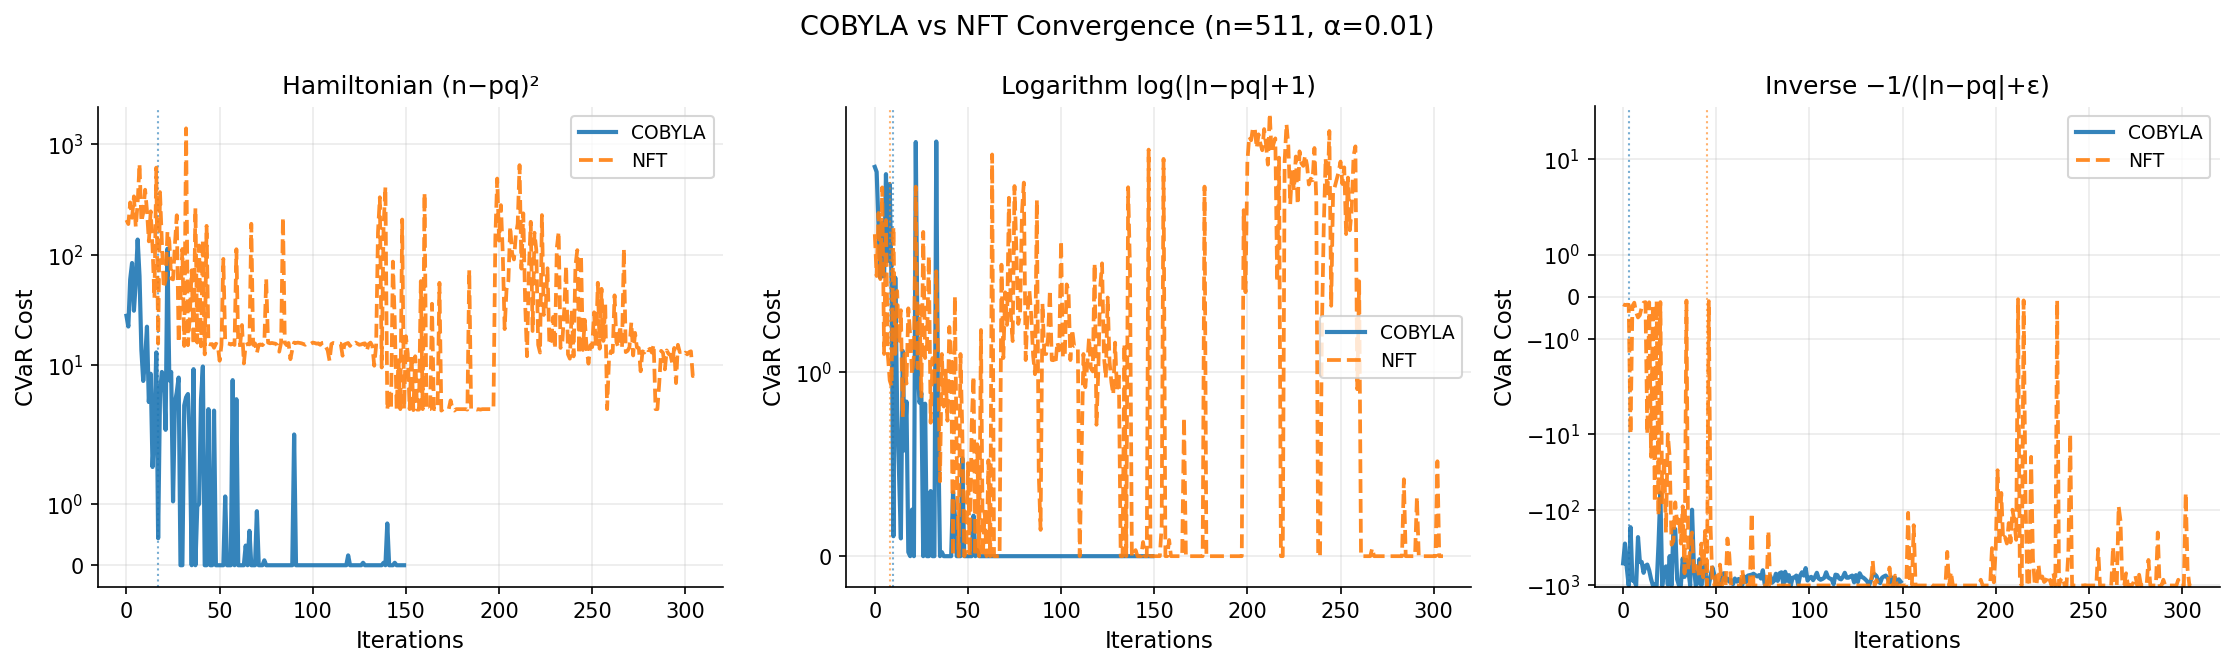 COBYLA vs NFT Convergence (n=511, α=0.01)
Hamiltonian (n−pq)²
CVaR Cost
10³
10²
10¹
10⁰
0
COBYLA
NFT
0 50 100 150 200 250 300
Iterations
Logarithm log(|n−pq|+1)
CVaR Cost
10⁰
0
COBYLA
NFT
0 50 100 150 200 250 300
Iterations
Inverse −1/(|n−pq|+ε)
CVaR Cost
10¹
10⁰
0
−10⁰
−10¹
−10²
−10³
COBYLA
NFT
0 50 100 150 200 250 300
Iterations